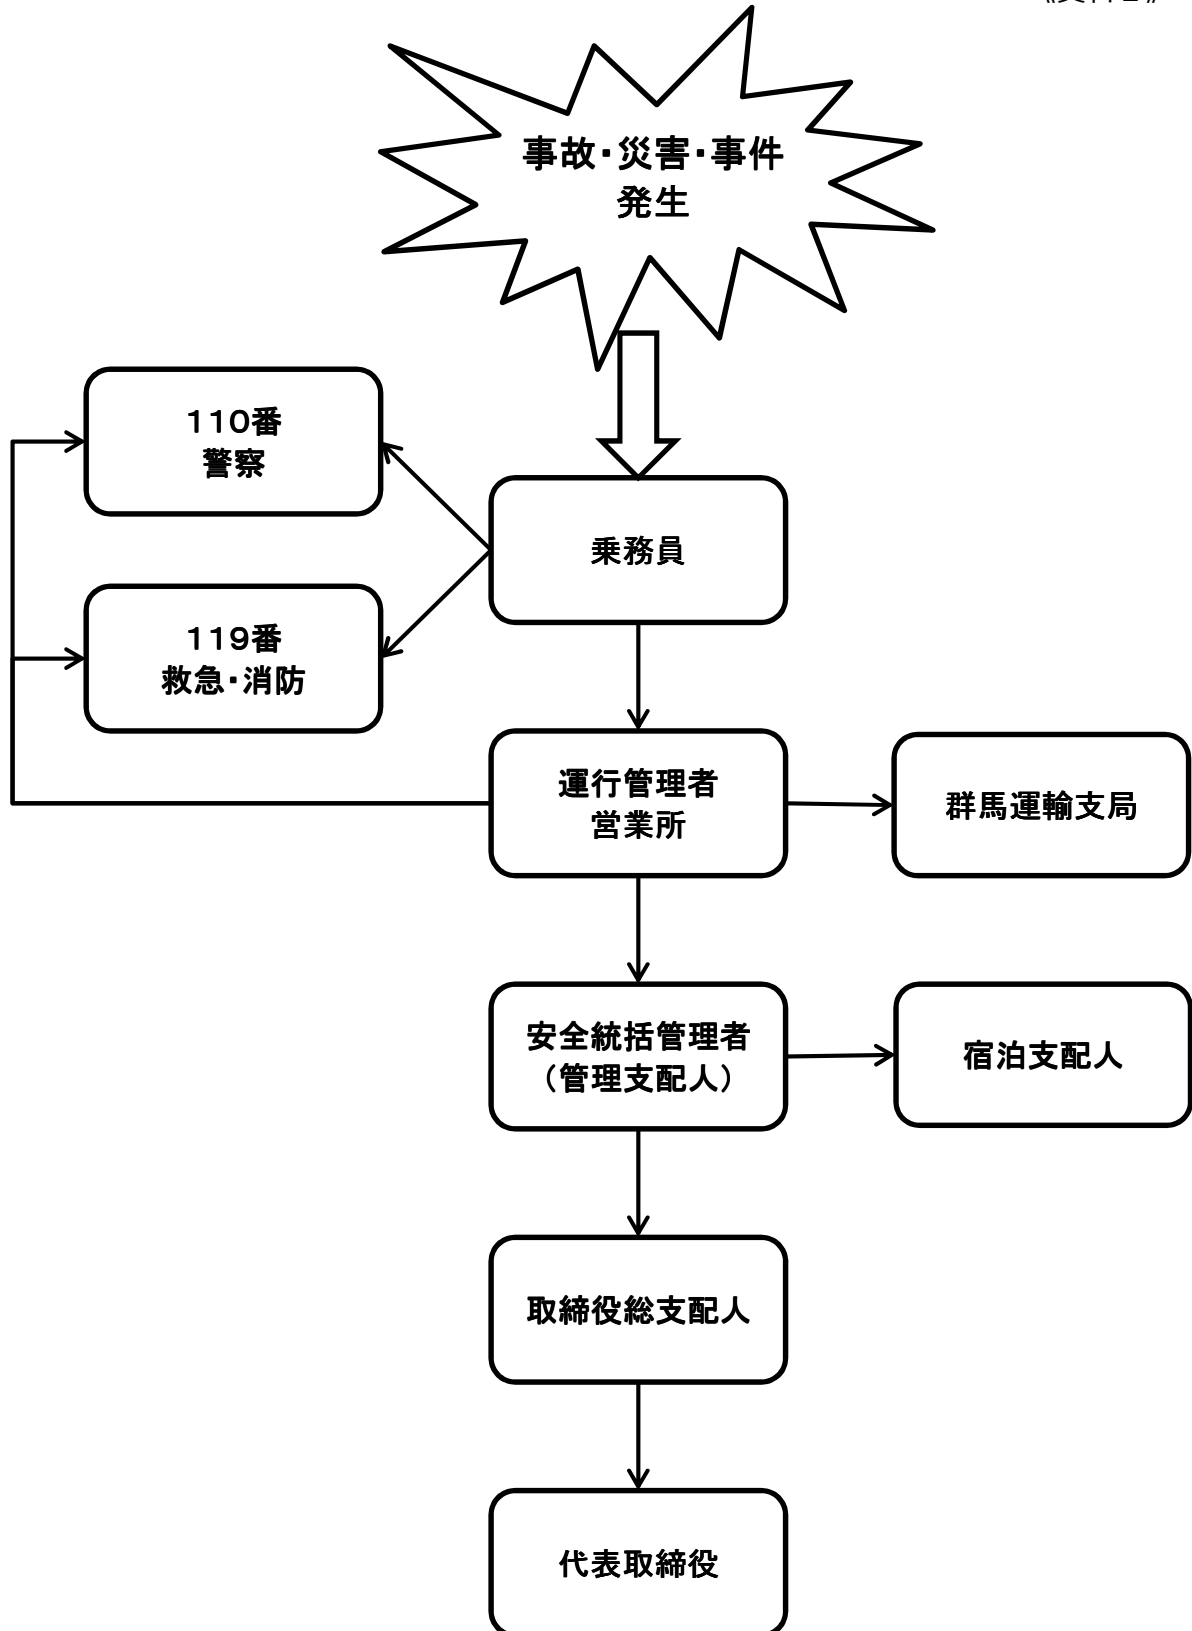 事故・災害・事件
発生
110番
警察
乗務員
119番
救急・消防
運行管理者
営業所
群馬運輸支局
安全統括管理者
（管理支配人）
宿泊支配人
取締役総支配人
代表取締役